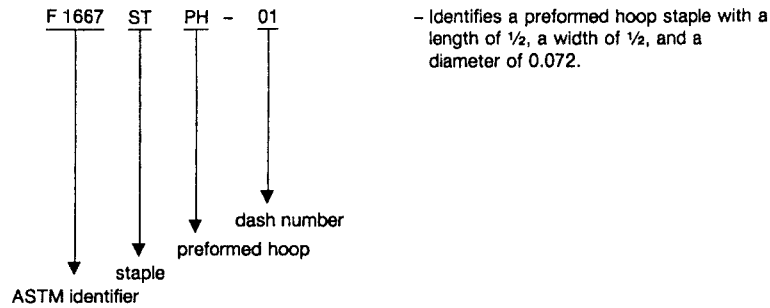 F 1667 ST PH - 01
– Identifies a preformed hoop staple with a
length of ½, a width of ½, and a
diameter of 0.072.
dash number
preformed hoop
staple
ASTM identifier